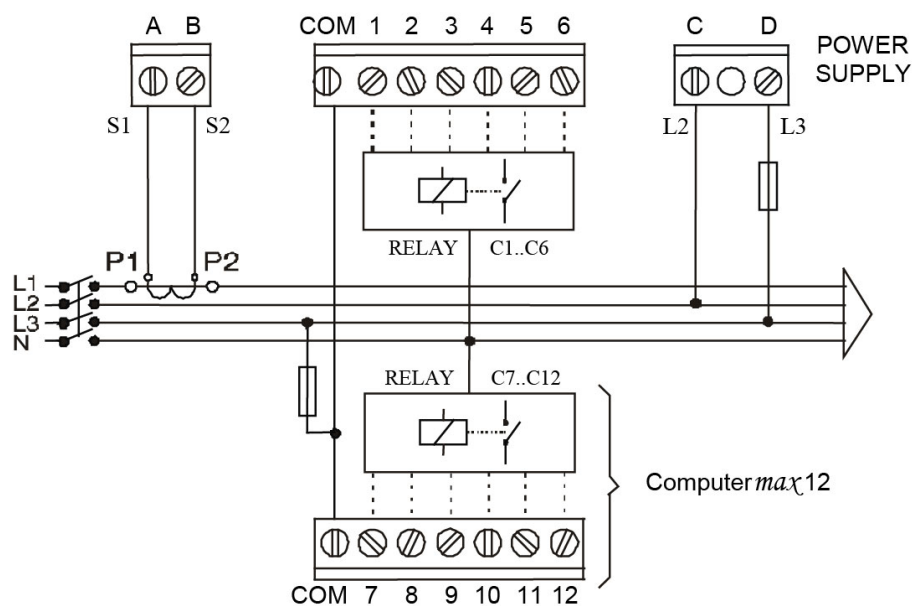 A B
COM 1 2 3 4 5 6
C D
POWER
SUPPLY
S1 S2
L2 L3
RELAY C1..C6
P1 P2
L1
L2
L3
N
RELAY C7..C12
Computer max 12
COM 7 8 9 10 11 12